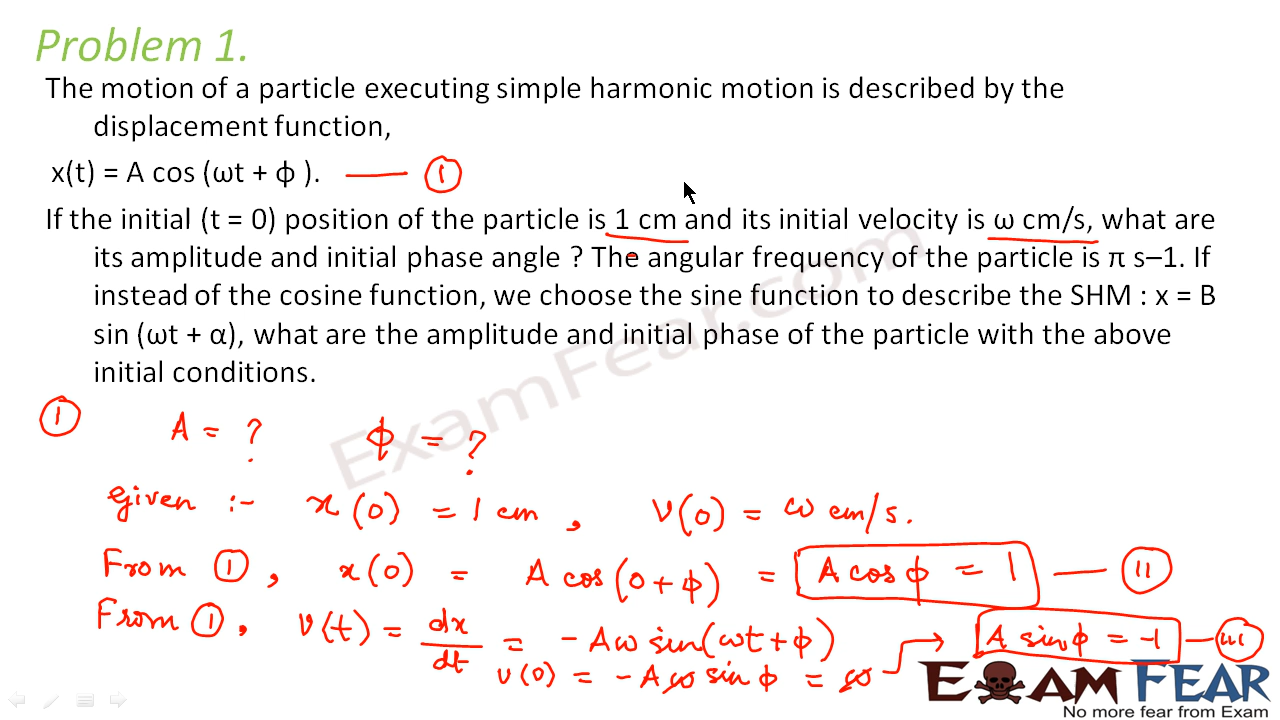 Problem 1.
The motion of a particle executing simple harmonic motion is described by the
displacement function,
x(t) = A cos (ωt + ϕ ). —— ①
If the initial (t = 0) position of the particle is 1 cm and its initial velocity is ω cm/s, what are
its amplitude and initial phase angle ? The angular frequency of the particle is π s–1. If
instead of the cosine function, we choose the sine function to describe the SHM : x = B
sin (ωt + α), what are the amplitude and initial phase of the particle with the above
initial conditions.
ExamFear.com
① A = ? ϕ = ?
Given :- x(0) = 1 cm , v(0) = ω cm/s.
From ①, x(0) = A cos(0+ϕ) = A cosϕ = 1 —— (11)
From ①, v(t) = dx/dt = -Aω sin(ωt+ϕ) A sinϕ = -1 — (111)
v(0) = -Aω sinϕ = ω
EXAM FEAR
No more fear from Exam